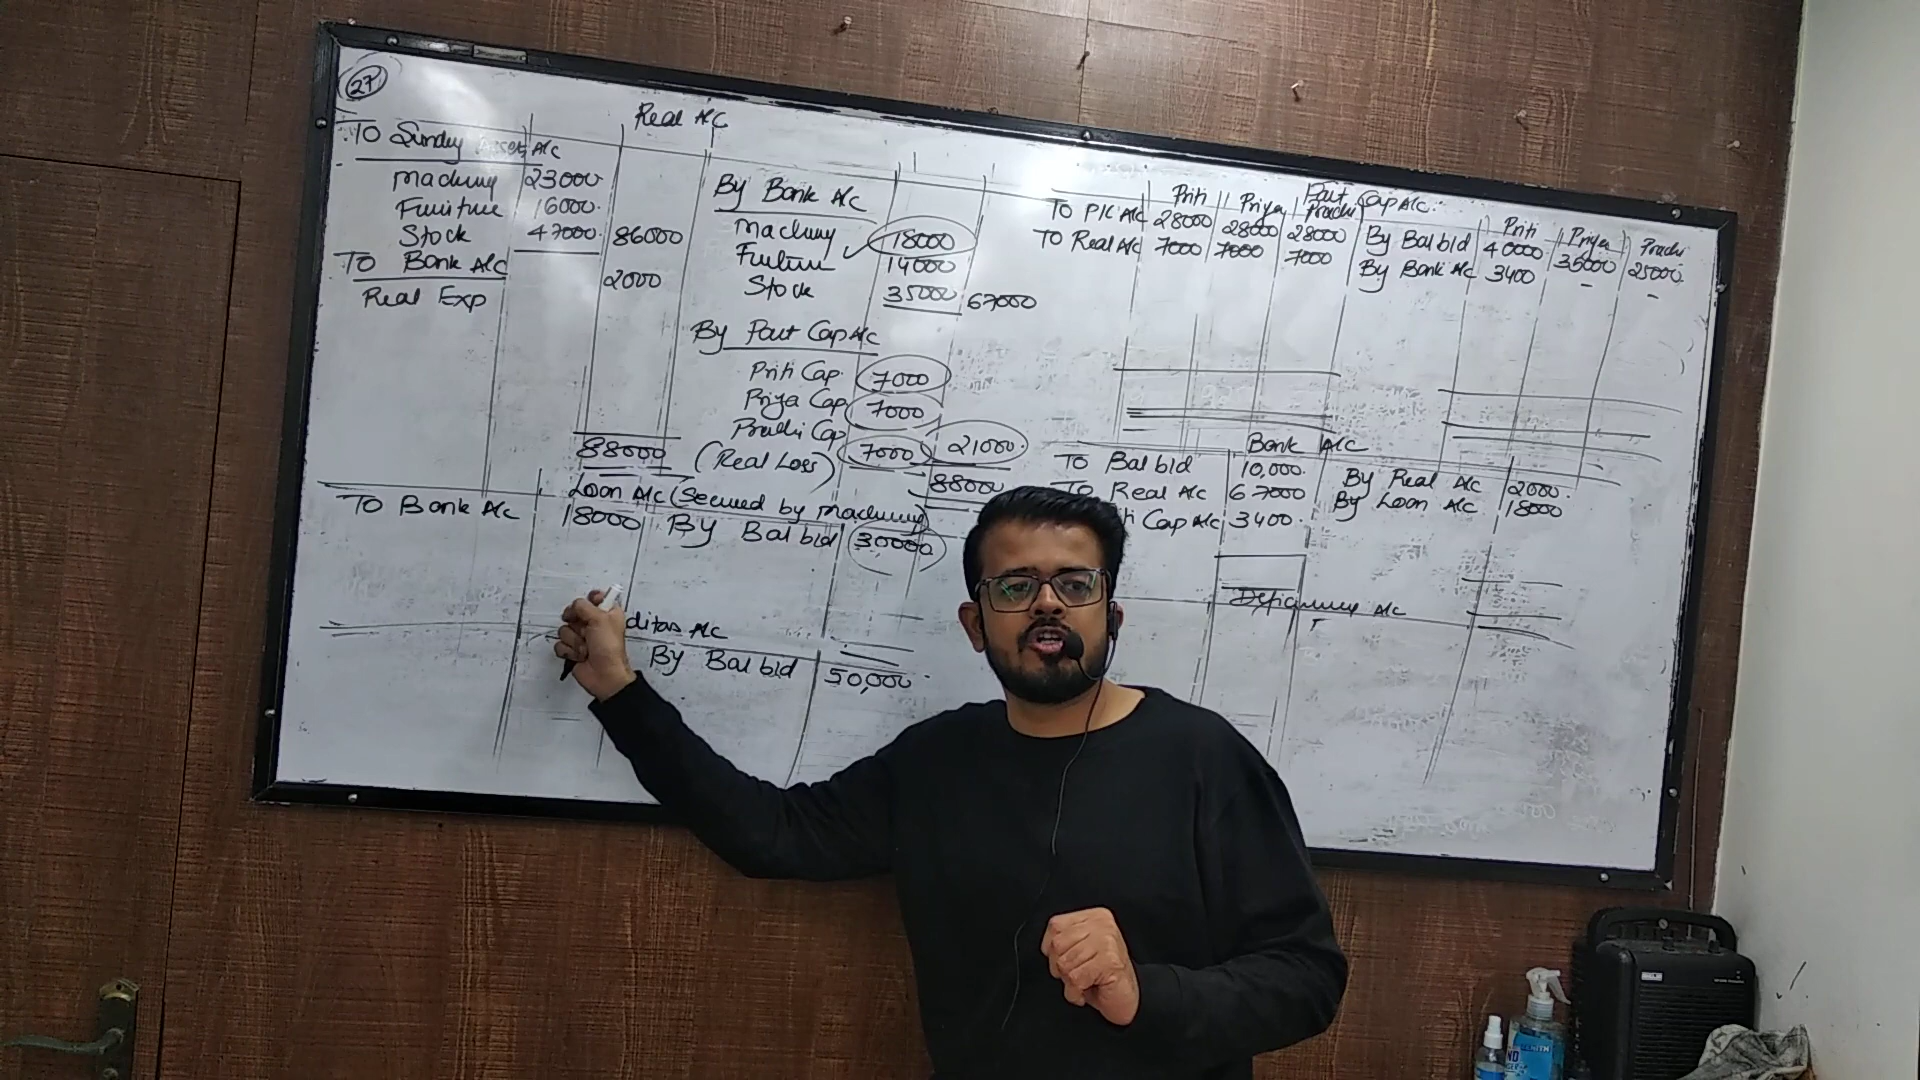 27
Real A/c
To Sundry Assets A/c
Machinery 23000
Furniture 16000
Stock 47000 86000
To Bank A/c 2000
Real Exp
88000
By Bank A/c
Machinery 18000
Furniture 14000
Stock 35000 67000
By Part Cap A/c
Priti Cap 7000
Priya Cap 7000
Prachi Cap 7000 21000
(Real Loss)
88000
Loan A/c (Secured by Machinery)
To Bank A/c 18000 By Bal b/d 30000
ditors A/c
By Bal b/d 50,000
Part Cap A/c
Priti Priya Prachi Priti Priya Prachi
To P/L A/c 28000 28000 28000 By Bal b/d 40000 35000 25000
To Real A/c 7000 7000 7000 By Bank A/c 3400 - -
Bank A/c
To Bal b/d 10,000 By Real A/c 2000
To Real A/c 67000 By Loan A/c 18000
ti Cap A/c 3400
Deficiency A/c